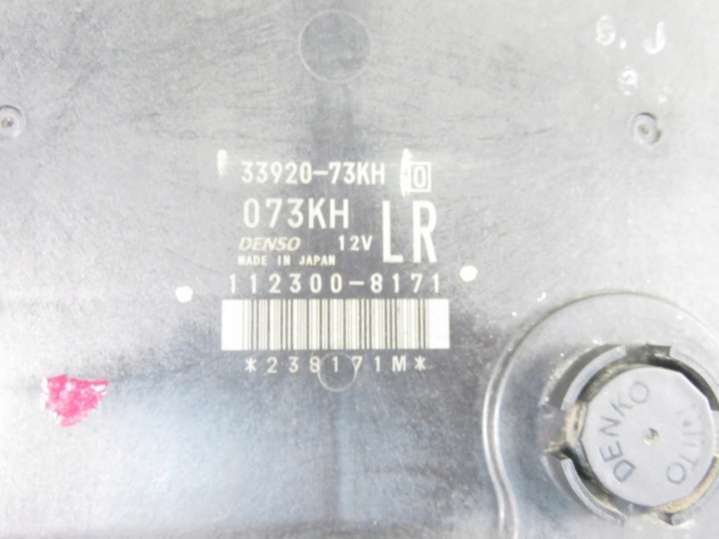 S. J
33920-73KH 0
073KH
LR
DENSO 12V
MADE IN JAPAN
112300-8171
*238171M*
DENKO